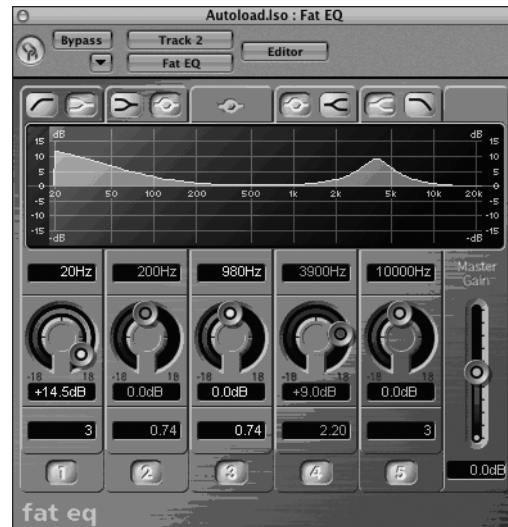 Autoload.lso : Fat EQ
Bypass
Track 2
Fat EQ
Editor
dB
dB
15
10
5
0
-5
-10
-15
-dB
20 50 100 200 500 1k 2k 5k 10k 20k
15
10
5
0
-5
-10
-15
-dB
20Hz 200Hz 980Hz 3900Hz 10000Hz
Master
Gain
-18 18 -18 18 -18 18 -18 18 -18 18
+14.5dB 0.0dB 0.0dB +9.0dB 0.0dB
3 0.74 0.74 2.20 3
1 2 3 4 5
0.0dB
fat eq